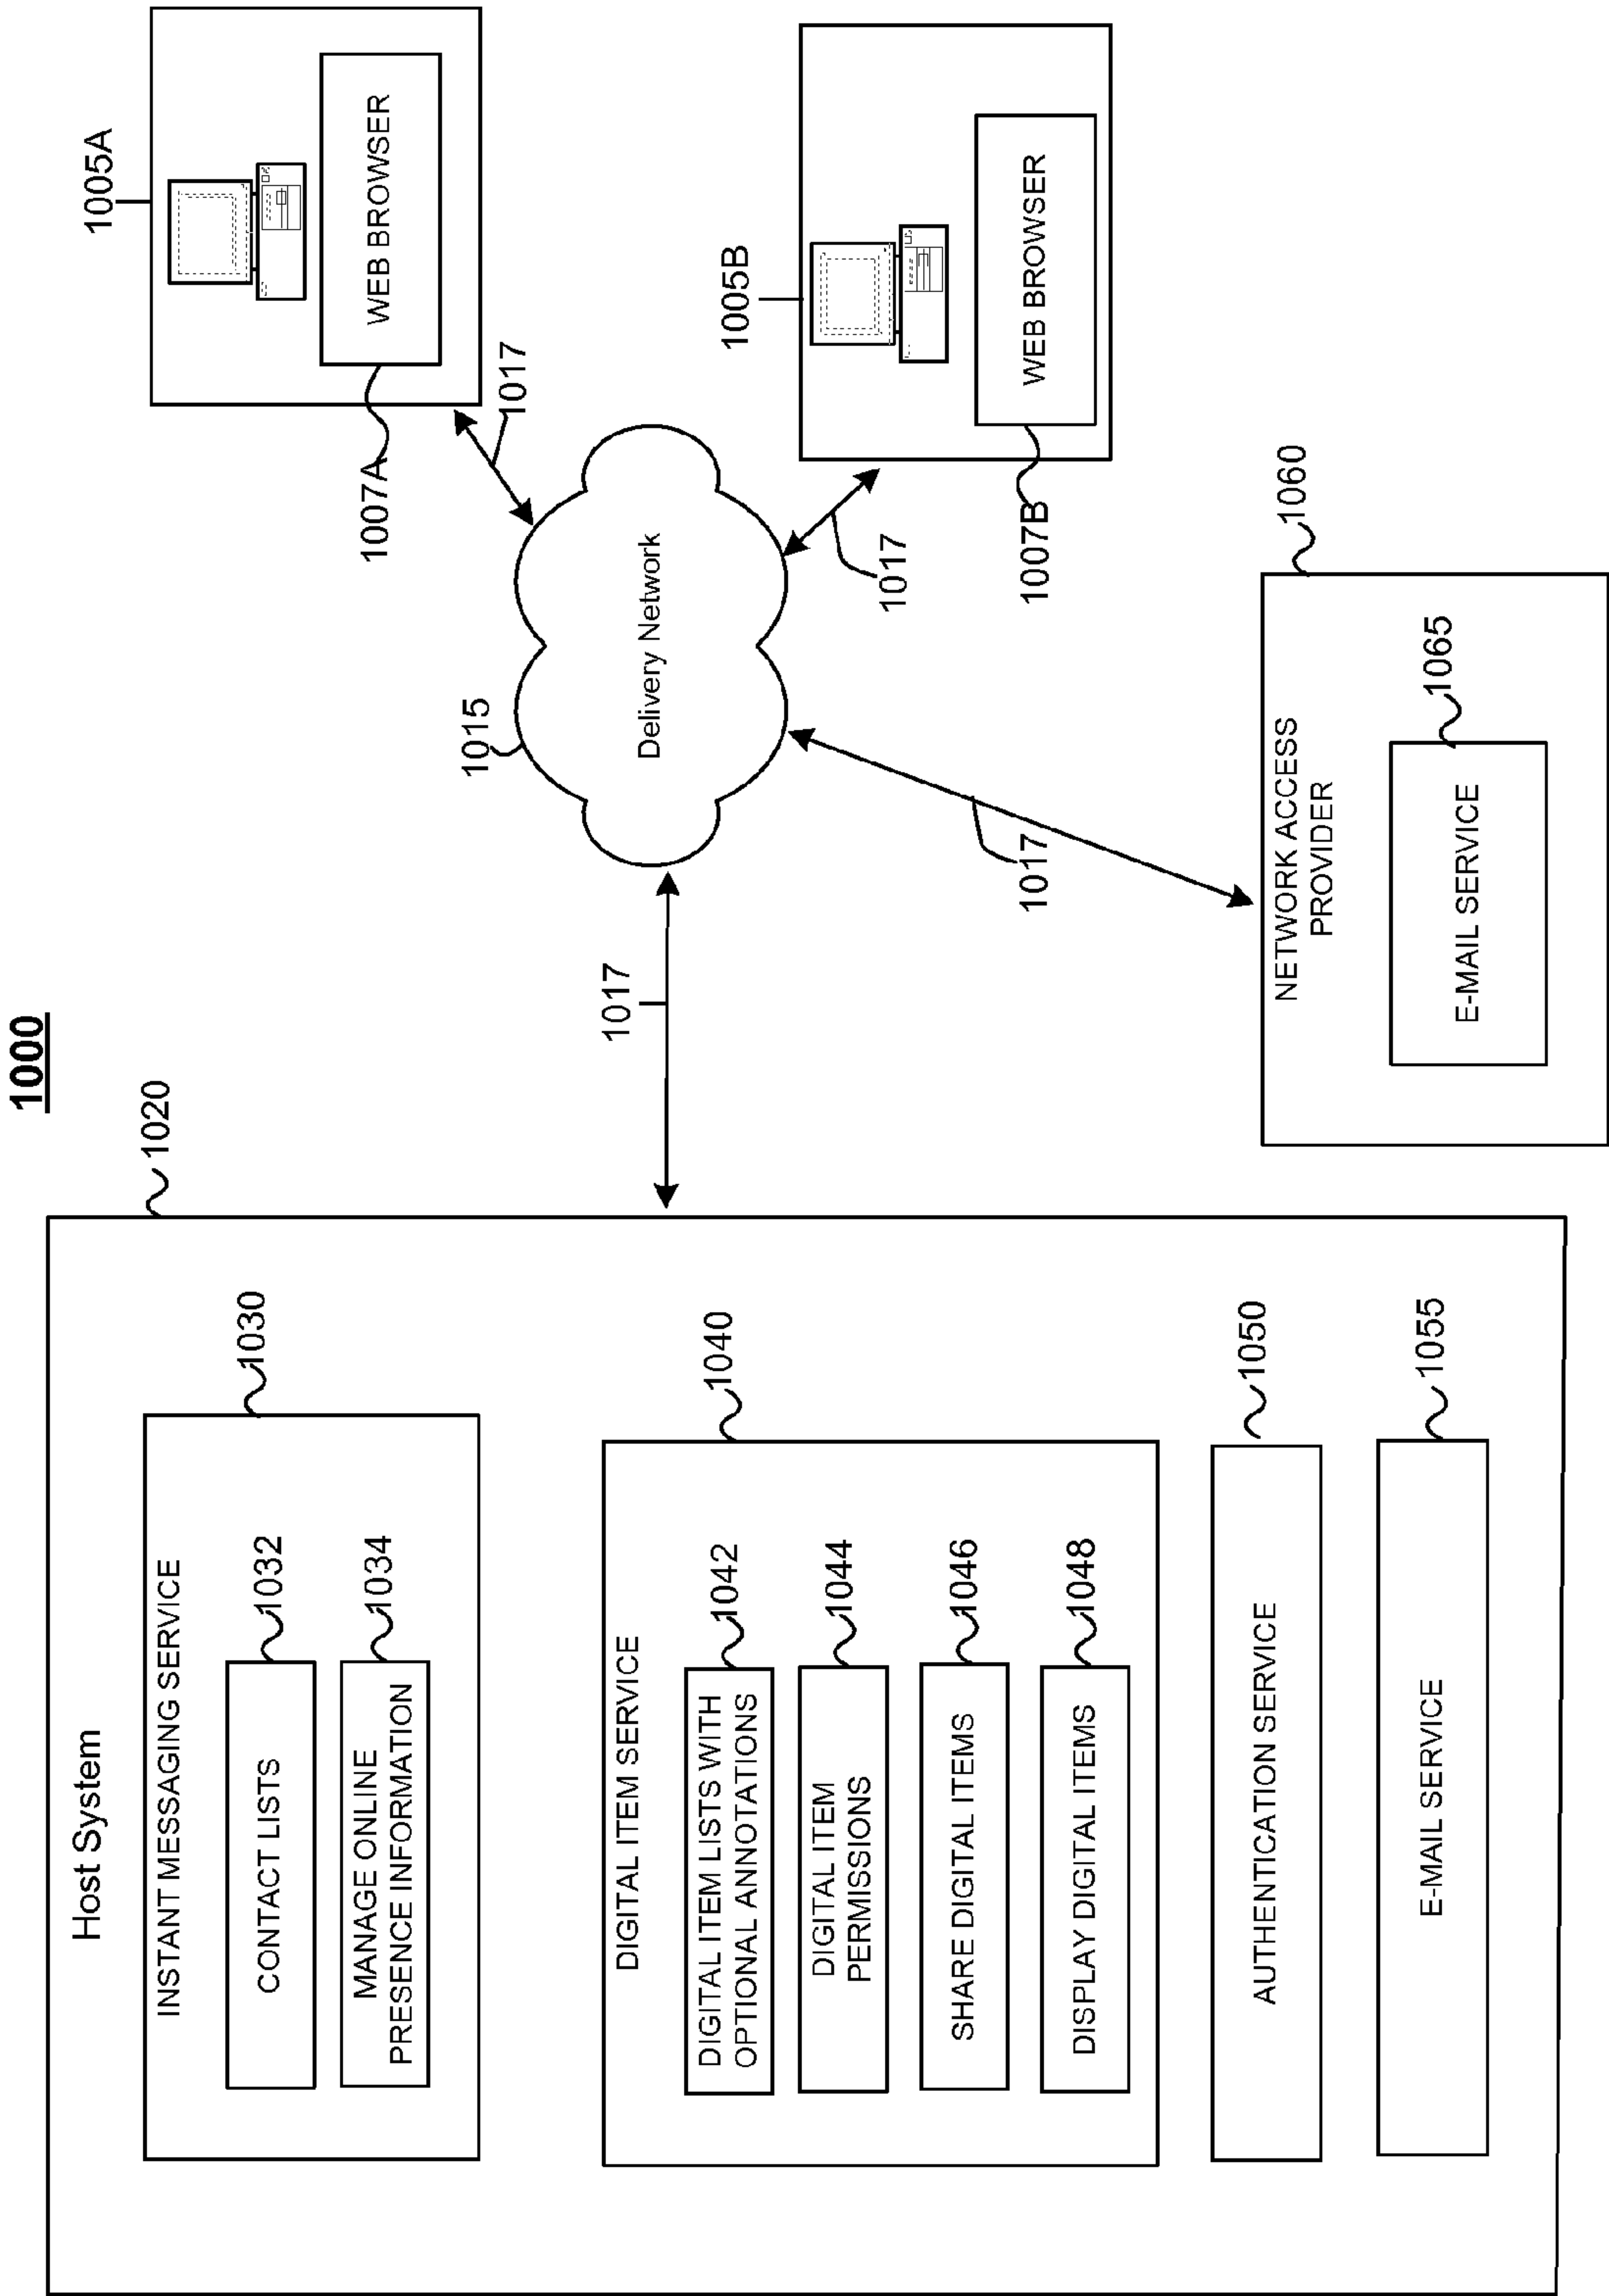 1000
Host System
1020
INSTANT MESSAGING SERVICE
1030
CONTACT LISTS
1032
MANAGE ONLINE
PRESENCE INFORMATION
1034
DIGITAL ITEM SERVICE
1040
DIGITAL ITEM LISTS WITH
OPTIONAL ANNOTATIONS
1042
DIGITAL ITEM
PERMISSIONS
1044
SHARE DIGITAL ITEMS
1046
DISPLAY DIGITAL ITEMS
1048
AUTHENTICATION SERVICE
1050
E-MAIL SERVICE
1055
1017
1015
Delivery Network
1017
1005A
WEB BROWSER
1007A
1017
1005B
WEB BROWSER
1007B
1017
NETWORK ACCESS
PROVIDER
1060
E-MAIL SERVICE
1065